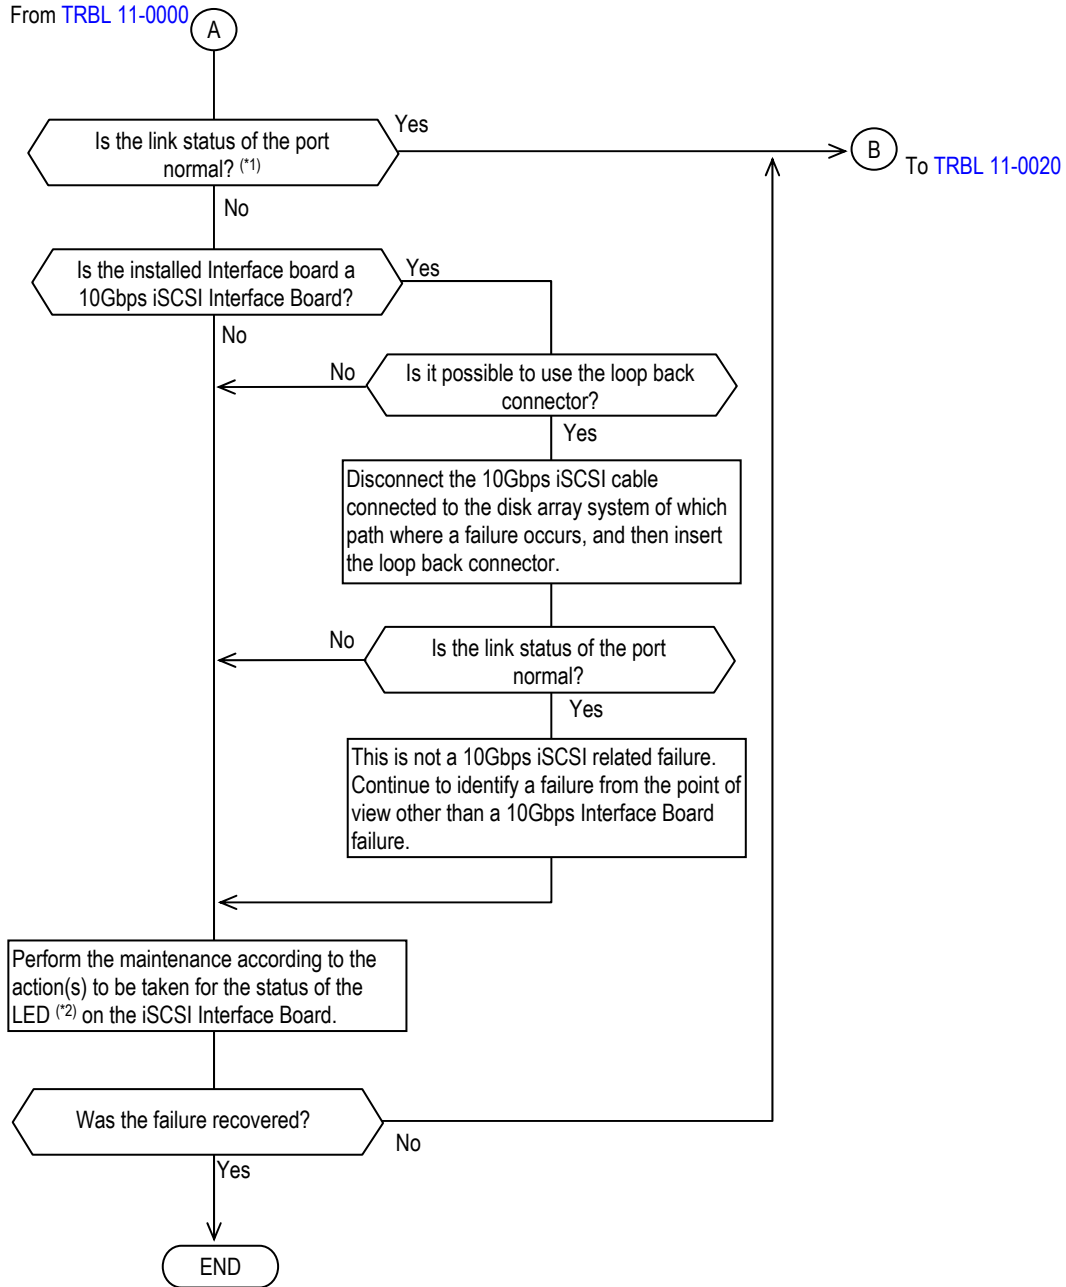 From TRBL 11-0000
A
Is the link status of the port
normal? (*1)
Yes
B
To TRBL 11-0020
No
Is the installed Interface board a
10Gbps iSCSI Interface Board?
Yes
No
Is it possible to use the loop back
connector?
No
Yes
Disconnect the 10Gbps iSCSI cable
connected to the disk array system of which
path where a failure occurs, and then insert
the loop back connector.
Is the link status of the port
normal?
No
Yes
This is not a 10Gbps iSCSI related failure.
Continue to identify a failure from the point of
view other than a 10Gbps Interface Board
failure.
Perform the maintenance according to the
action(s) to be taken for the status of the
LED (*2) on the iSCSI Interface Board.
Was the failure recovered?
No
Yes
END